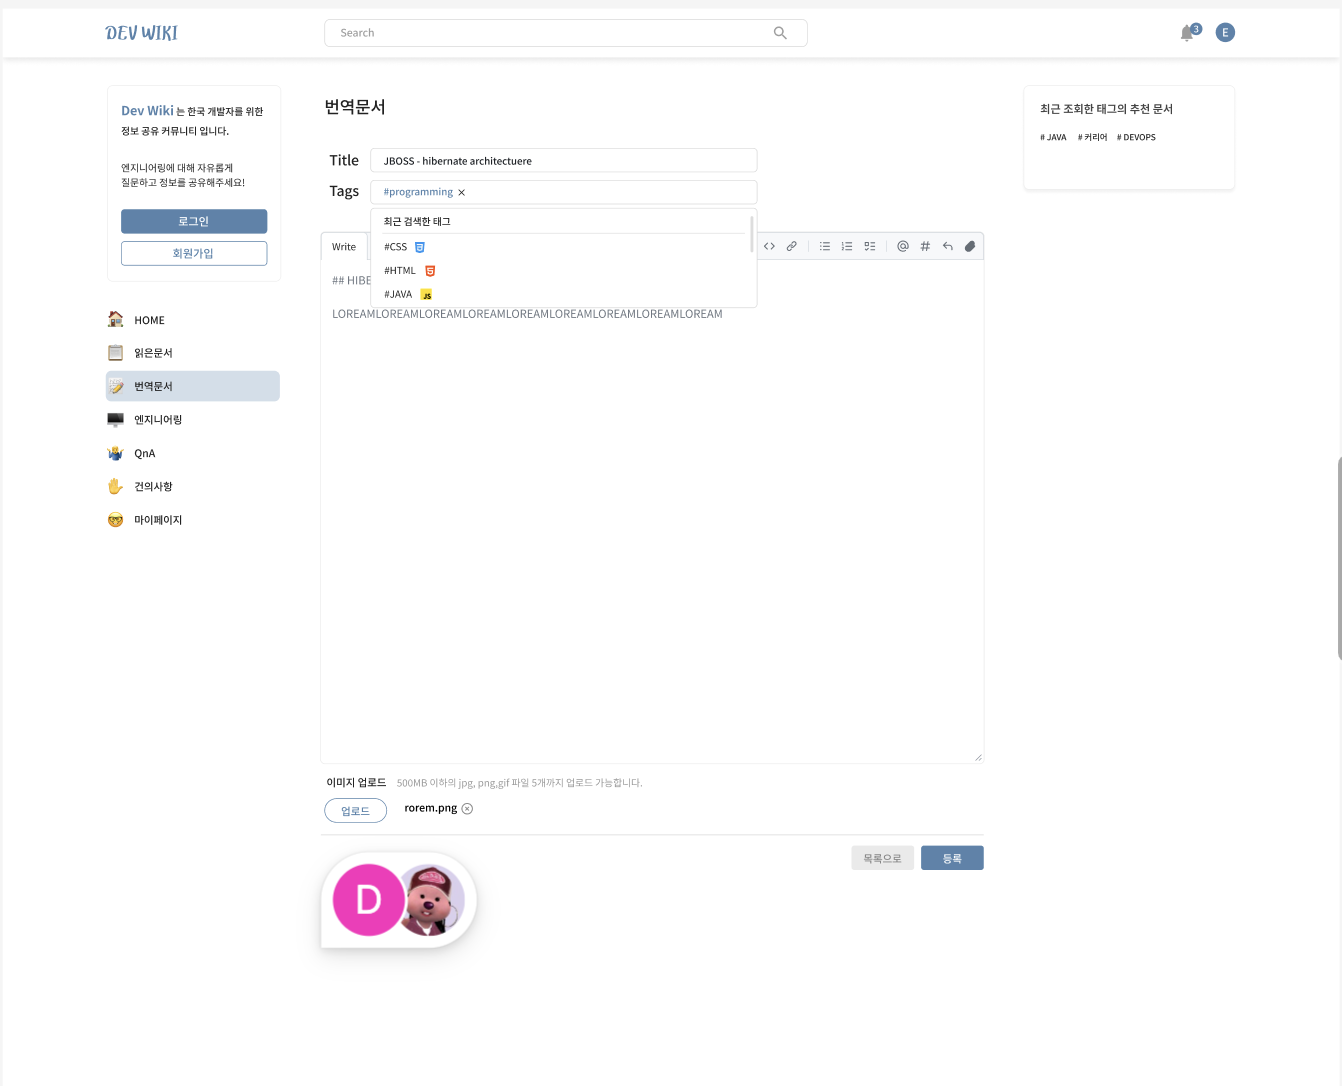 DEV WIKI
Search
3
E
Dev Wiki 는 한국 개발자를 위한
정보 공유 커뮤니티 입니다.
엔지니어링에 대해 자유롭게
질문하고 정보를 공유해주세요!
로그인
회원가입
HOME
읽은문서
번역문서
엔지니어링
QnA
건의사항
마이페이지
번역문서
Title
JBOSS - hibernate architectuere
Tags
#programming ×
최근 검색한 태그
#CSS
#HTML
#JAVA JS
Write
## HIBE
LOREAMLOREAMLOREAMLOREAMLOREAMLOREAMLOREAMLOREAMLOREAM
이미지 업로드 500MB 이하의 jpg, png,gif 파일 5개까지 업로드 가능합니다.
업로드
rorem.png
목록으로
등록
D
최근 조회한 태그의 추천 문서
# JAVA # 커리어 # DEVOPS